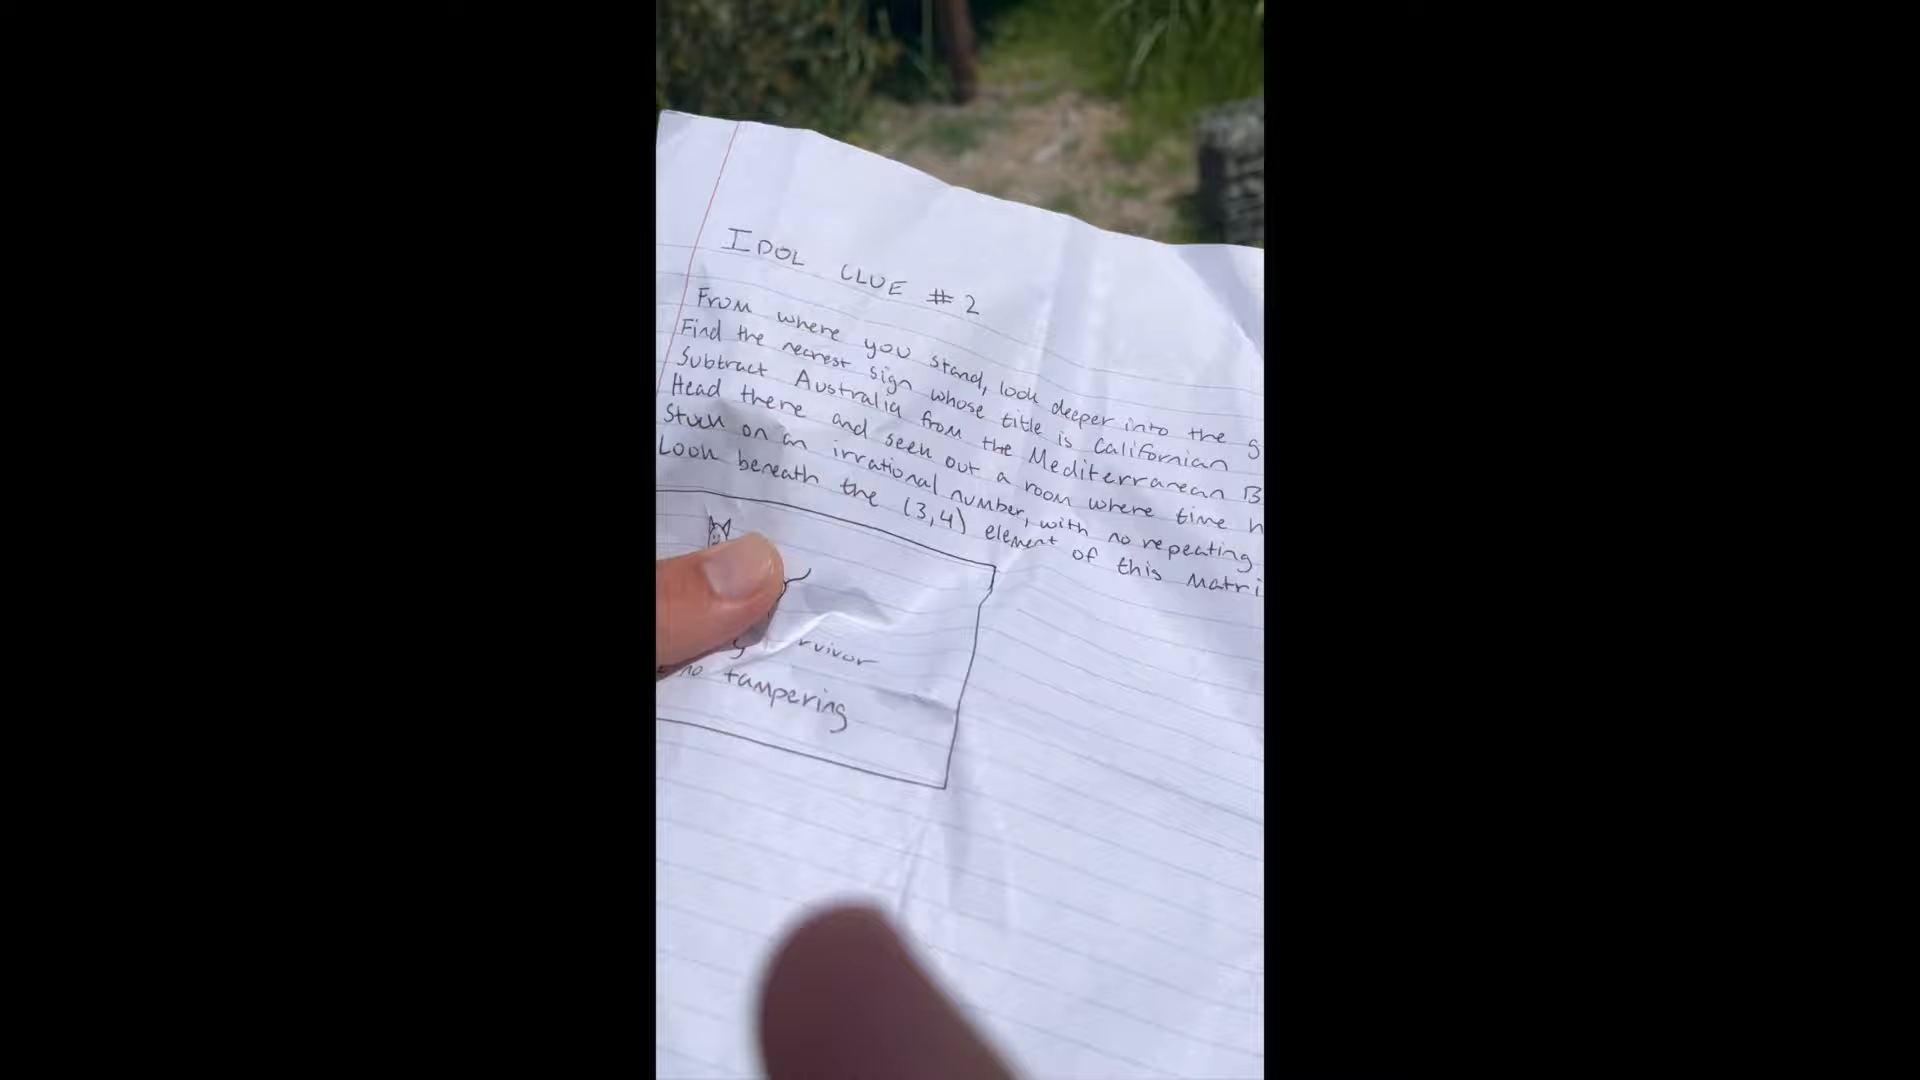 IDOL CLUE #2
From where you stand, look deeper into the
Find the nearest sign whose title is Californian
Subtract Australia from the Mediterranean
Head there and seek out a room where time
Stuck on an irrational number, with no repeating
Look beneath the (3,4) element of this
no tampering